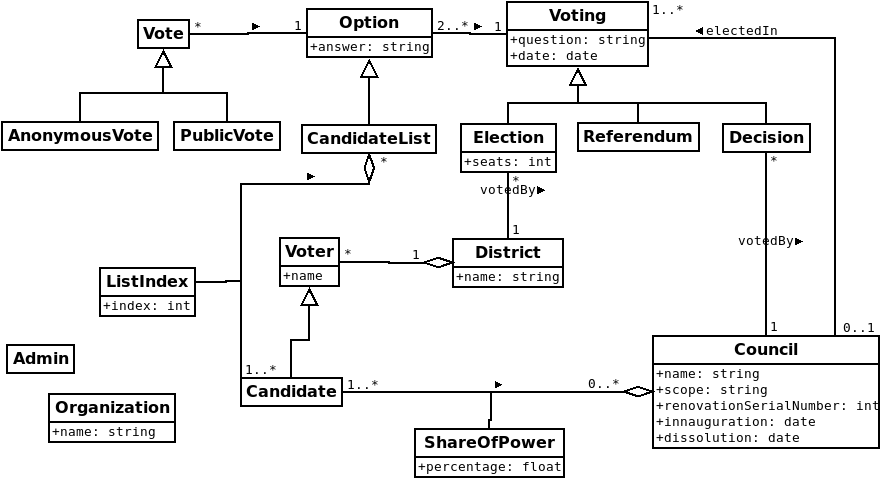 Vote
*
1
Option
+answer: string
2..*
1
Voting
+question: string
+date: date
1..*
electedIn
AnonymousVote
PublicVote
CandidateList
*
Election
+seats: int
Referendum
Decision
*
*
votedBy
1
votedBy
Voter
+name
*
1
District
+name: string
ListIndex
+index: int
1
0..1
Admin
Council
+name: string
+scope: string
+renovationSerialNumber: int
+innauguration: date
+dissolution: date
1..*
Candidate
1..*
0..*
Organization
+name: string
ShareOfPower
+percentage: float